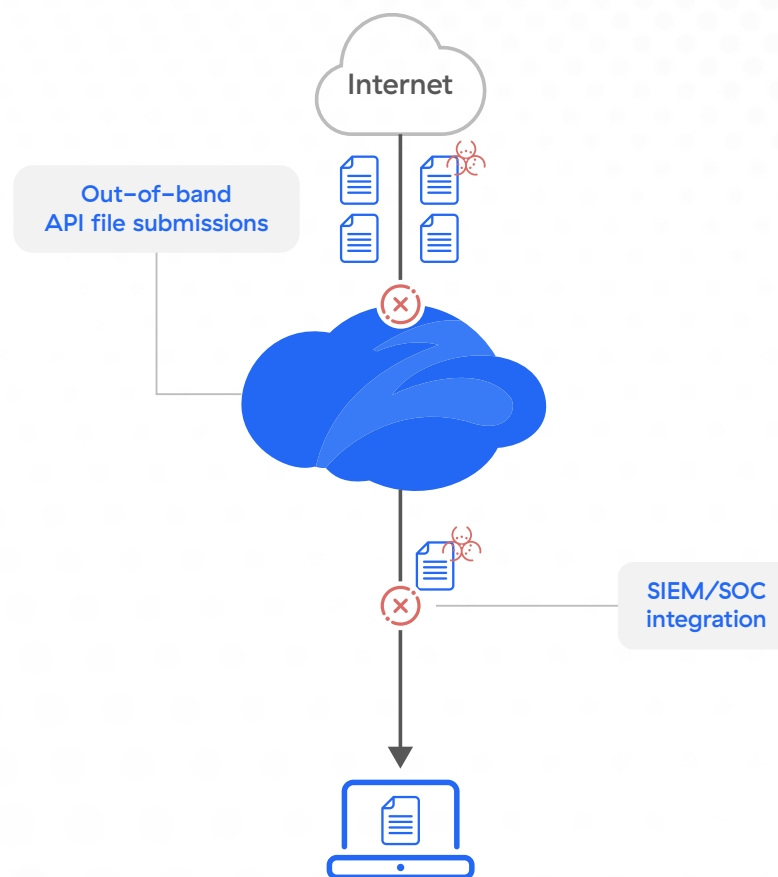 Internet
Out-of-band
API file submissions
SIEM/SOC
integration